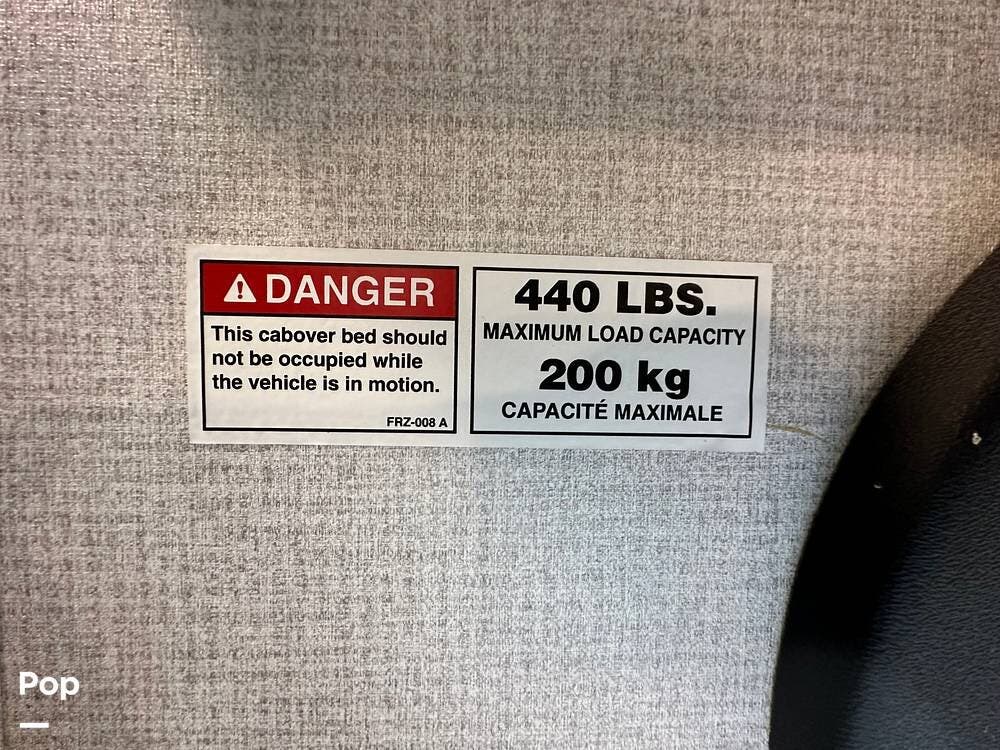 DANGER
This cabover bed should
not be occupied while
the vehicle is in motion.
FRZ-008 A
440 LBS.
MAXIMUM LOAD CAPACITY
200 kg
CAPACITÉ MAXIMALE
Pop